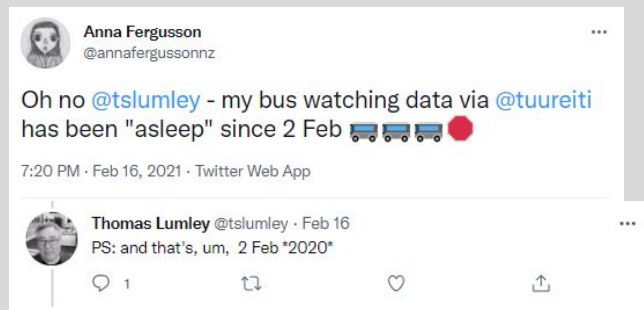 Anna Fergusson
@annafergussonnz
Oh no @tslumley - my bus watching data via @tuureiti
has been "asleep" since 2 Feb 🚌🚌🚌🛑
7:20 PM · Feb 16, 2021 · Twitter Web App
Thomas Lumley @tslumley · Feb 16
PS: and that's, um, 2 Feb *2020*
1